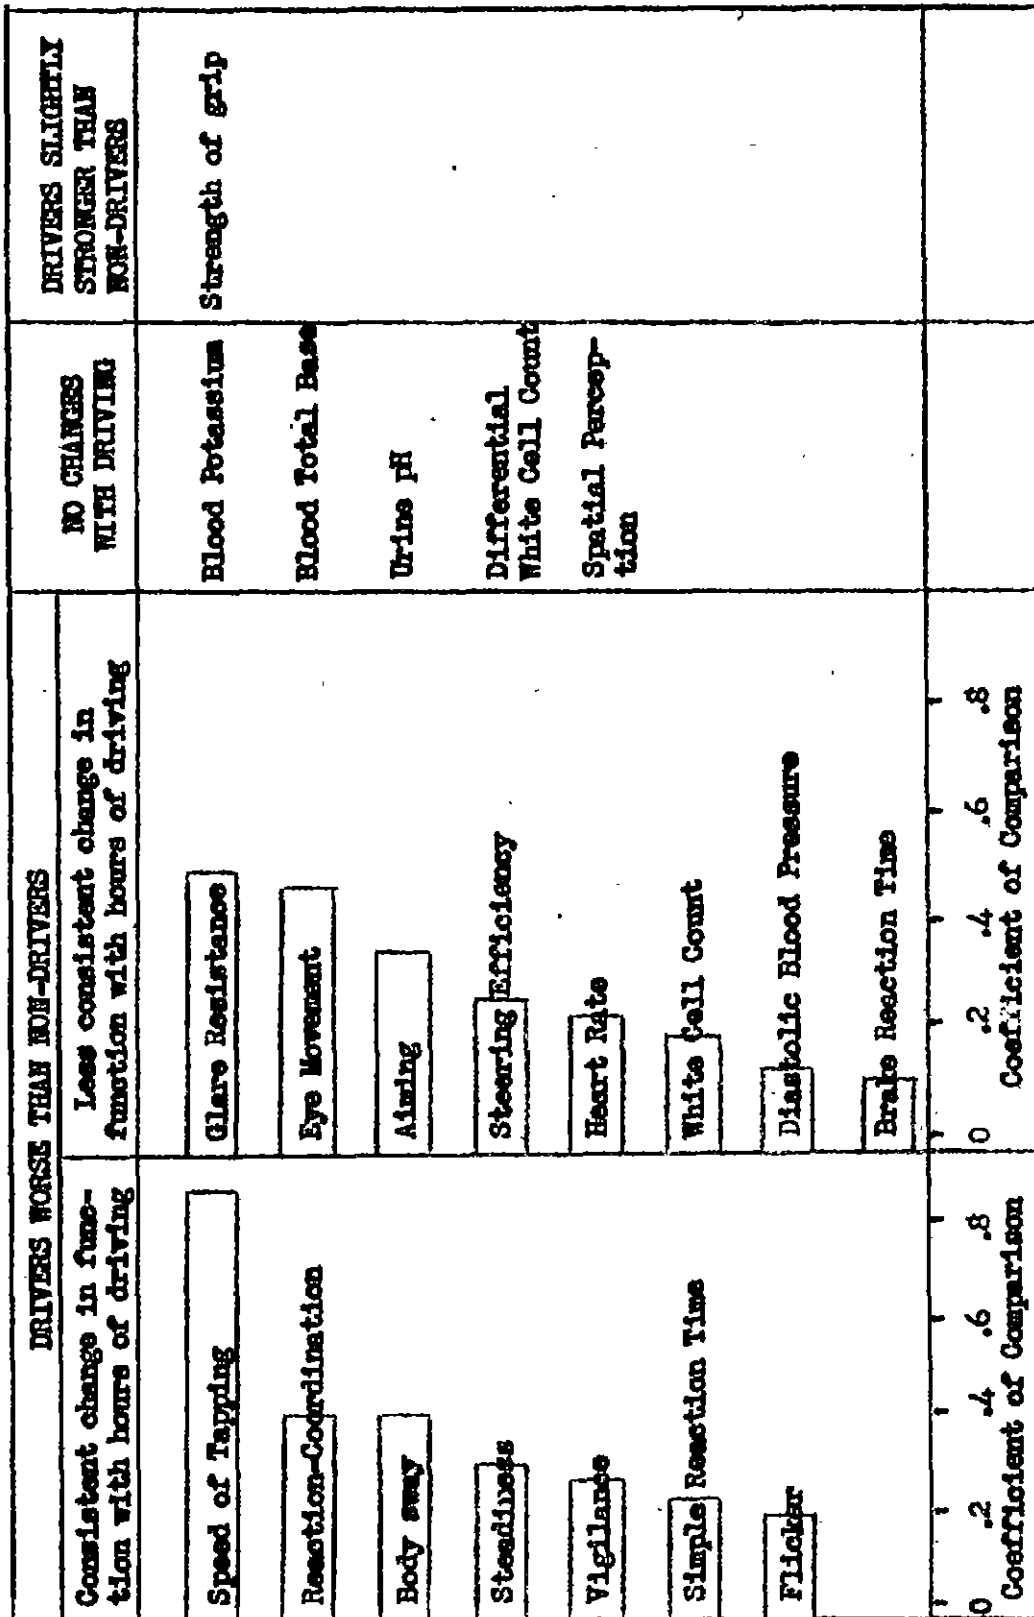 DRIVERS WORSE THAN NON-DRIVERS
Consistent change in func-
tion with hours of driving
Less consistent change in
function with hours of driving
NO CHANGES
WITH DRIVING
DRIVERS SLIGHTLY
STRONGER THAN
NON-DRIVERS
Speed of Tapping
Reaction-Coordination
Body sway
Steadiness
Vigilance
Simple Reaction Time
Flicker
0 .2 .4 .6 .8
Coefficient of Comparison
Glare Resistance
Eye Movement
Aiming
Steering Efficiency
Heart Rate
White Cell Count
Diastolic Blood Pressure
Brake Reaction Time
0 .2 .4 .6 .8
Coefficient of Comparison
Blood Potassium
Blood Total Base
Urine pH
Differential
White Cell Count
Spatial Percep-
tion
Strength of grip